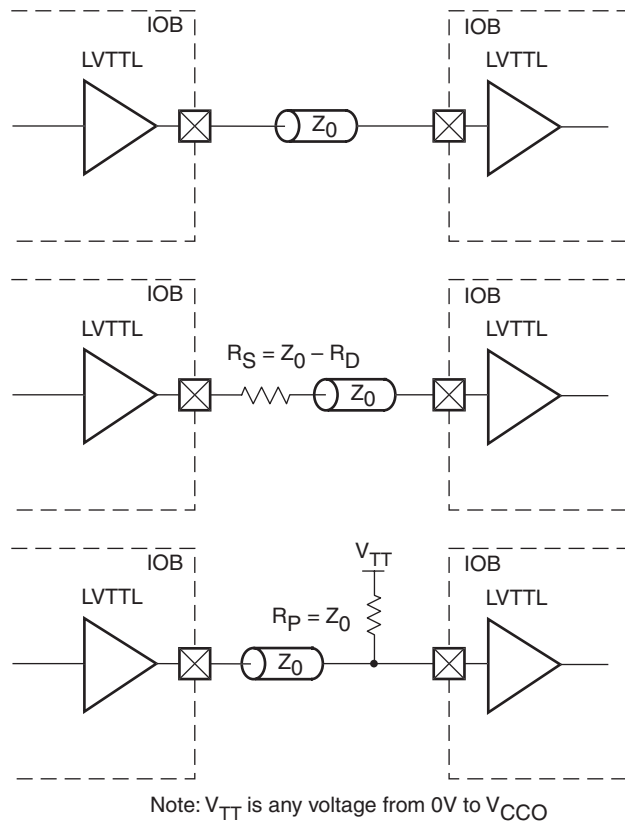 IOB IOB
LVTTL LVTTL
Z0
IOB IOB
LVTTL LVTTL
RS = Z0 – RD
Z0
IOB VTT IOB
LVTTL LVTTL
RP = Z0
Z0
Note: VTT is any voltage from 0V to VCCO